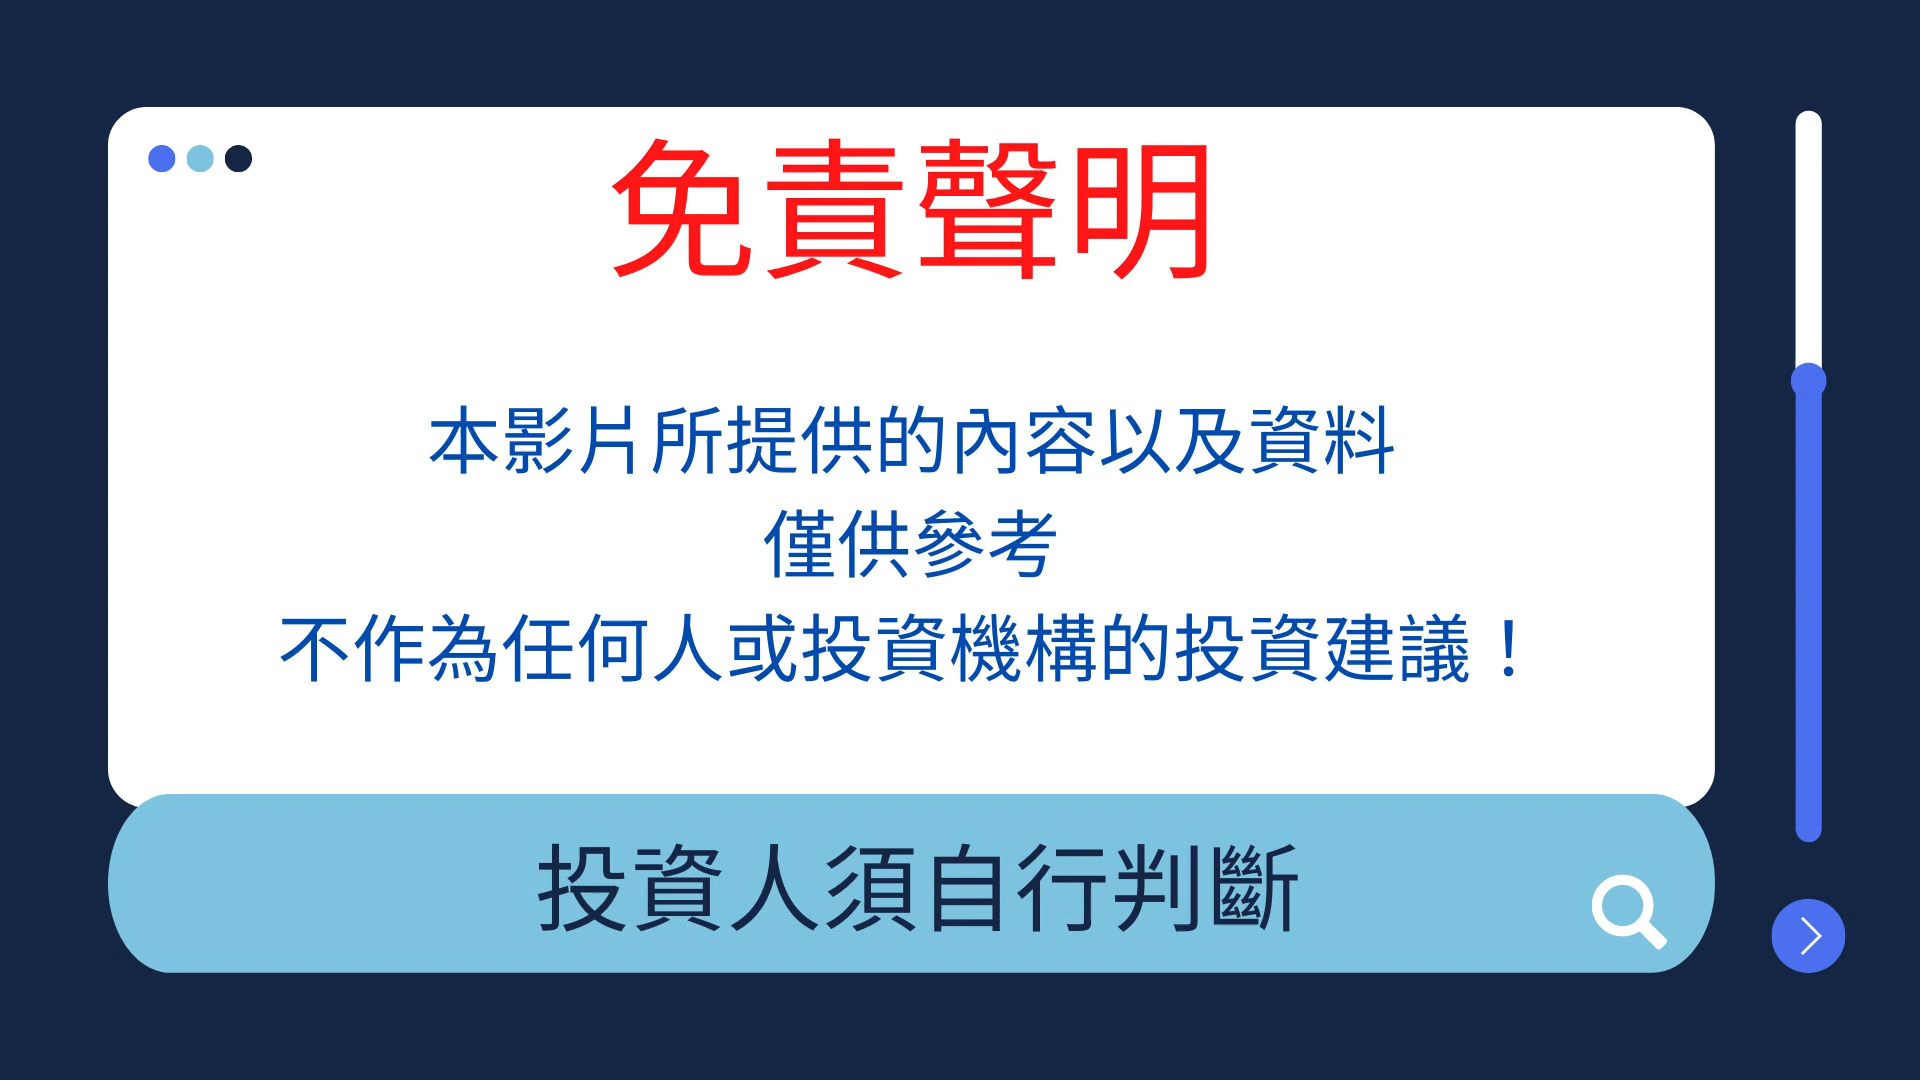 免責聲明
本影片所提供的內容以及資料
僅供參考
不作為任何人或投資機構的投資建議！
投資人須自行判斷